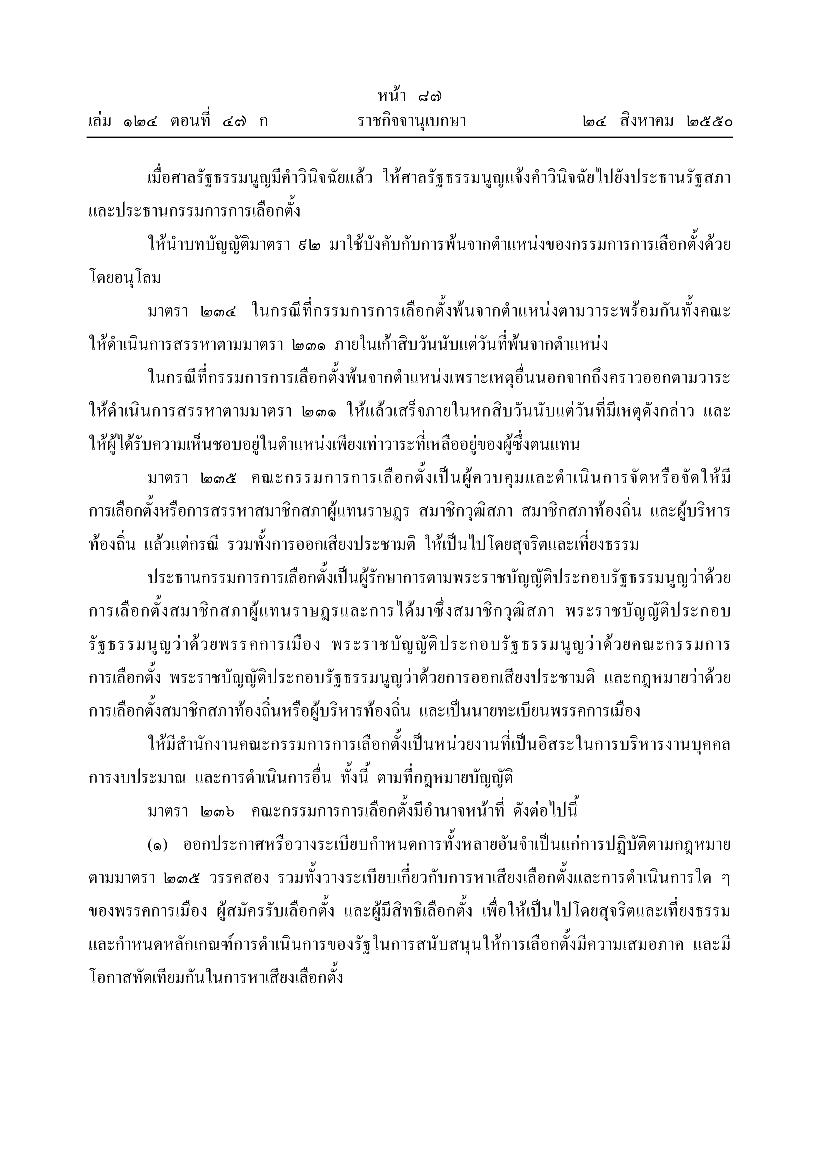 หน้า ๘๗
เล่ม ๑๒๔ ตอนที่ ๔๗ ก ราชกิจจานุเบกษา ๒๔ สิงหาคม ๒๕๕๐
เมื่อศาลรัฐธรรมนูญมีคำวินิจฉัยแล้ว ให้ศาลรัฐธรรมนูญแจ้งคำวินิจฉัยไปยังประธานรัฐสภา
และประธานกรรมการการเลือกตั้ง
ให้นำบทบัญญัติมาตรา ๙๒ มาใช้บังคับกับการพ้นจากตำแหน่งของกรรมการการเลือกตั้งด้วย
โดยอนุโลม
มาตรา ๒๓๔ ในกรณีที่กรรมการการเลือกตั้งพ้นจากตำแหน่งตามวาระพร้อมกันทั้งคณะ
ให้ดำเนินการสรรหาตามมาตรา ๒๓๑ ภายในเก้าสิบวันนับแต่วันที่พ้นจากตำแหน่ง
ในกรณีที่กรรมการการเลือกตั้งพ้นจากตำแหน่งเพราะเหตุอื่นนอกจากถึงคราวออกตามวาระ
ให้ดำเนินการสรรหาตามมาตรา ๒๓๑ ให้แล้วเสร็จภายในหกสิบวันนับแต่วันที่มีเหตุดังกล่าว และ
ให้ผู้ได้รับความเห็นชอบอยู่ในตำแหน่งเพียงเท่าวาระที่เหลืออยู่ของผู้ซึ่งตนแทน
มาตรา ๒๓๕ คณะกรรมการการเลือกตั้งเป็นผู้ควบคุมและดำเนินการจัดหรือจัดให้มี
การเลือกตั้งหรือการสรรหาสมาชิกสภาผู้แทนราษฎร สมาชิกวุฒิสภา สมาชิกสภาท้องถิ่น และผู้บริหาร
ท้องถิ่น แล้วแต่กรณี รวมทั้งการออกเสียงประชามติ ให้เป็นไปโดยสุจริตและเที่ยงธรรม
ประธานกรรมการการเลือกตั้งเป็นผู้รักษาการตามพระราชบัญญัติประกอบรัฐธรรมนูญว่าด้วย
การเลือกตั้งสมาชิกสภาผู้แทนราษฎรและการได้มาซึ่งสมาชิกวุฒิสภา พระราชบัญญัติประกอบ
รัฐธรรมนูญว่าด้วยพรรคการเมือง พระราชบัญญัติประกอบรัฐธรรมนูญว่าด้วยคณะกรรมการ
การเลือกตั้ง พระราชบัญญัติประกอบรัฐธรรมนูญว่าด้วยการออกเสียงประชามติ และกฎหมายว่าด้วย
การเลือกตั้งสมาชิกสภาท้องถิ่นหรือผู้บริหารท้องถิ่น และเป็นนายทะเบียนพรรคการเมือง
ให้มีสำนักงานคณะกรรมการการเลือกตั้งเป็นหน่วยงานที่เป็นอิสระในการบริหารงานบุคคล
การงบประมาณ และการดำเนินการอื่น ทั้งนี้ ตามที่กฎหมายบัญญัติ
มาตรา ๒๓๖ คณะกรรมการการเลือกตั้งมีอำนาจหน้าที่ ดังต่อไปนี้
(๑) ออกประกาศหรือวางระเบียบกำหนดการทั้งหลายอันจำเป็นแก่การปฏิบัติตามกฎหมาย
ตามมาตรา ๒๓๕ วรรคสอง รวมทั้งวางระเบียบเกี่ยวกับการหาเสียงเลือกตั้งและการดำเนินการใด ๆ
ของพรรคการเมือง ผู้สมัครรับเลือกตั้ง และผู้มีสิทธิเลือกตั้ง เพื่อให้เป็นไปโดยสุจริตและเที่ยงธรรม
และกำหนดหลักเกณฑ์การดำเนินการของรัฐในการสนับสนุนให้การเลือกตั้งมีความเสมอภาค และมี
โอกาสทัดเทียมกันในการหาเสียงเลือกตั้ง